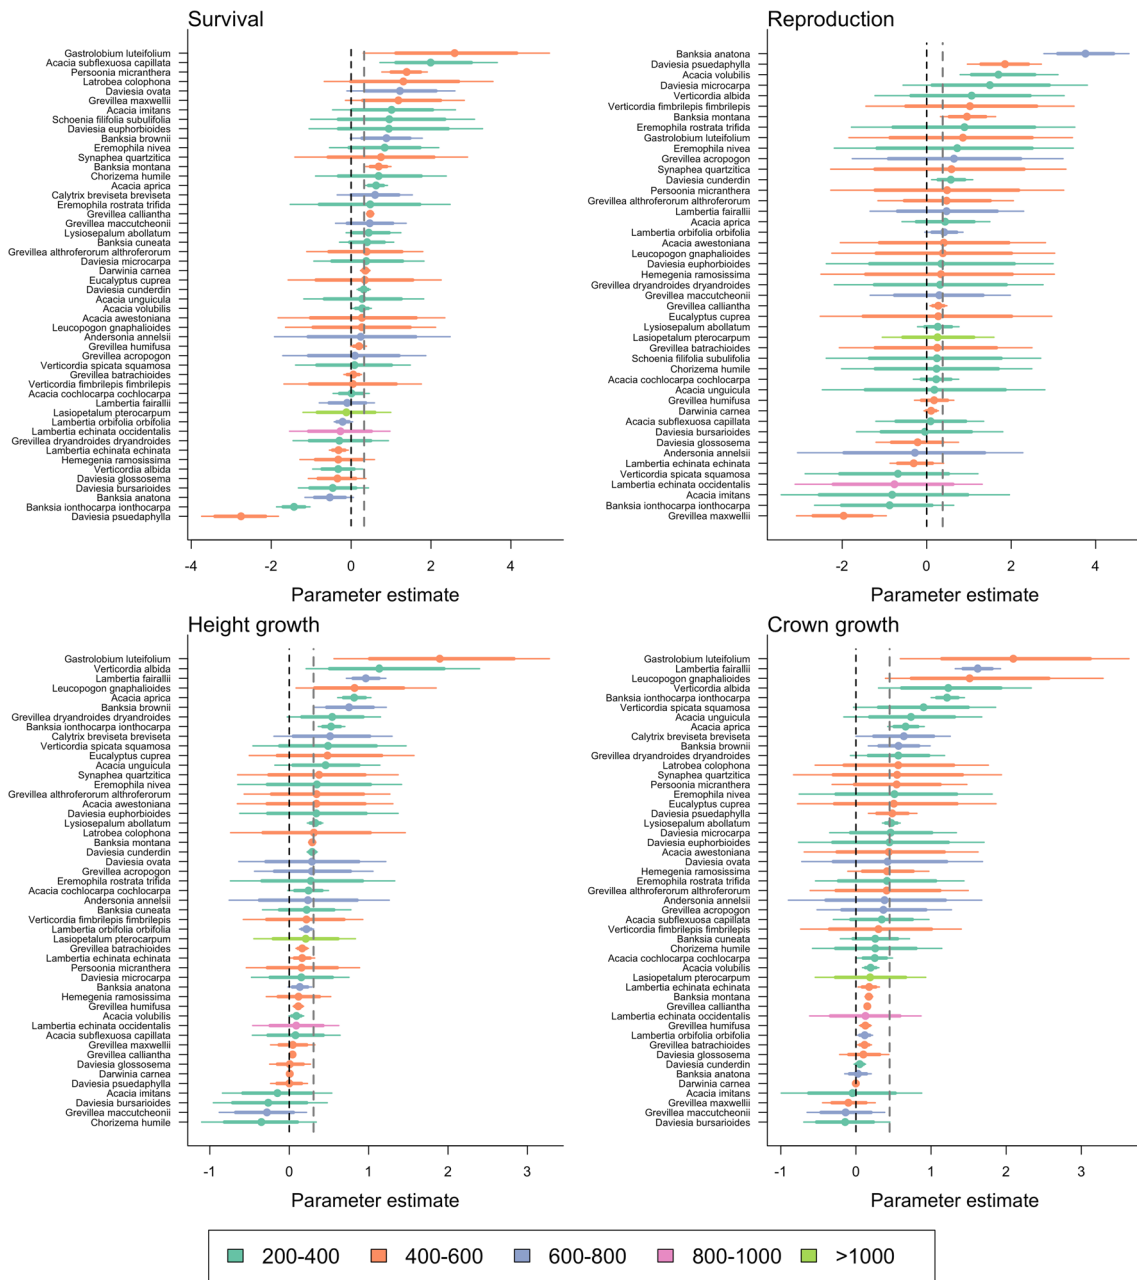 Survival
Gastrolobium luteifolium
Acacia subflexuosa capillata
Persoonia micranthera
Latrobea colophona
Daviesia ovata
Grevillea maxwellii
Acacia imitans
Schoenia filifolia subulifolia
Daviesia euphorbioides
Banksia brownii
Eremophila nivea
Synaphea quartzitica
Banksia montana
Chorizema humile
Acacia aprica
Calytrix breviseta breviseta
Eremophila rostrata trifida
Grevillea calliantha
Grevillea maccutcheonii
Lysiosepalum abollatum
Banksia cuneata
Grevillea althroferorum althroferorum
Daviesia microcarpa
Darwinia carnea
Eucalyptus cuprea
Daviesia cunderdin
Acacia unguicula
Acacia volubilis
Acacia awestoniana
Leucopogon gnaphalioides
Andersonia annelsii
Grevillea humifusa
Grevillea acropogon
Verticordia spicata squamosa
Grevillea batrachioides
Verticordia fimbrilepis fimbrilepis
Acacia cochlocarpa cochlocarpa
Lambertia fairallii
Lasiopetalum pterocarpum
Lambertia orbifolia orbifolia
Lambertia echinata occidentalis
Grevillea dryandroides dryandroides
Lambertia echinata echinata
Hemegenia ramosissima
Verticordia albida
Daviesia glossosema
Daviesia bursarioides
Banksia anatona
Banksia ionthocarpa ionthocarpa
Daviesia psuedaphylla
-4 -2 0 2 4
Parameter estimate
Reproduction
Banksia anatona
Daviesia psuedaphylla
Acacia volubilis
Daviesia microcarpa
Verticordia albida
Verticordia fimbrilepis fimbrilepis
Banksia montana
Eremophila rostrata trifida
Gastrolobium luteifolium
Eremophila nivea
Grevillea acropogon
Synaphea quartzitica
Daviesia cunderdin
Persoonia micranthera
Grevillea althroferorum althroferorum
Lambertia fairallii
Acacia aprica
Lambertia orbifolia orbifolia
Acacia awestoniana
Leucopogon gnaphalioides
Daviesia euphorbioides
Hemegenia ramosissima
Grevillea dryandroides dryandroides
Grevillea maccutcheonii
Grevillea calliantha
Eucalyptus cuprea
Lysiosepalum abollatum
Lasiopetalum pterocarpum
Grevillea batrachioides
Schoenia filifolia subulifolia
Chorizema humile
Acacia cochlocarpa cochlocarpa
Acacia unguicula
Grevillea humifusa
Darwinia carnea
Acacia subflexuosa capillata
Daviesia bursarioides
Daviesia glossosema
Andersonia annelsii
Lambertia echinata echinata
Verticordia spicata squamosa
Lambertia echinata occidentalis
Acacia imitans
Banksia ionthocarpa ionthocarpa
Grevillea maxwellii
-2 0 2 4
Parameter estimate
Height growth
Gastrolobium luteifolium
Verticordia albida
Lambertia fairallii
Leucopogon gnaphalioides
Acacia aprica
Banksia brownii
Grevillea dryandroides dryandroides
Banksia ionthocarpa ionthocarpa
Calytrix breviseta breviseta
Verticordia spicata squamosa
Eucalyptus cuprea
Acacia unguicula
Synaphea quartzitica
Eremophila nivea
Grevillea althroferorum althroferorum
Acacia awestoniana
Daviesia euphorbioides
Lysiosepalum abollatum
Latrobea colophona
Banksia montana
Daviesia cunderdin
Daviesia ovata
Grevillea acropogon
Eremophila rostrata trifida
Acacia cochlocarpa cochlocarpa
Andersonia annelsii
Banksia cuneata
Verticordia fimbrilepis fimbrilepis
Lambertia orbifolia orbifolia
Lasiopetalum pterocarpum
Grevillea batrachioides
Lambertia echinata echinata
Persoonia micranthera
Daviesia microcarpa
Banksia anatona
Hemegenia ramosissima
Grevillea humifusa
Acacia volubilis
Lambertia echinata occidentalis
Acacia subflexuosa capillata
Grevillea maxwellii
Grevillea calliantha
Daviesia glossosema
Darwinia carnea
Daviesia psuedaphylla
Acacia imitans
Daviesia bursarioides
Grevillea maccutcheonii
Chorizema humile
-1 0 1 2 3
Parameter estimate
Crown growth
Gastrolobium luteifolium
Lambertia fairallii
Leucopogon gnaphalioides
Verticordia albida
Banksia ionthocarpa ionthocarpa
Verticordia spicata squamosa
Acacia unguicula
Acacia aprica
Calytrix breviseta breviseta
Banksia brownii
Grevillea dryandroides dryandroides
Latrobea colophona
Synaphea quartzitica
Persoonia micranthera
Eremophila nivea
Eucalyptus cuprea
Daviesia psuedaphylla
Lysiosepalum abollatum
Daviesia microcarpa
Daviesia euphorbioides
Acacia awestoniana
Daviesia ovata
Hemegenia ramosissima
Eremophila rostrata trifida
Grevillea althroferorum althroferorum
Andersonia annelsii
Grevillea acropogon
Acacia subflexuosa capillata
Verticordia fimbrilepis fimbrilepis
Banksia cuneata
Chorizema humile
Acacia cochlocarpa cochlocarpa
Acacia volubilis
Lasiopetalum pterocarpum
Lambertia echinata echinata
Banksia montana
Grevillea calliantha
Lambertia echinata occidentalis
Grevillea humifusa
Lambertia orbifolia orbifolia
Grevillea batrachioides
Daviesia glossosema
Daviesia cunderdin
Banksia anatona
Darwinia carnea
Acacia imitans
Grevillea maxwellii
Grevillea maccutcheonii
Daviesia bursarioides
-1 0 1 2 3
Parameter estimate
200-400 400-600 600-800 800-1000 >1000